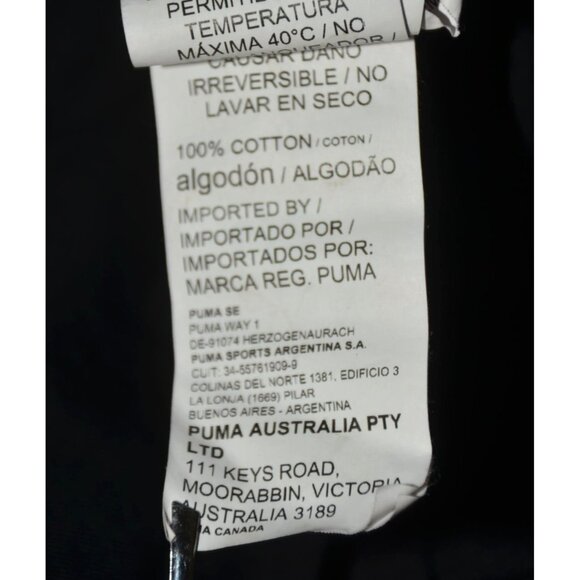 TEMPERATURA
MÁXIMA 40°C / NO
CAUSAR DAÑO
IRREVERSIBLE / NO
LAVAR EN SECO
100% COTTON / COTON /
algodón / ALGODÃO
IMPORTED BY /
IMPORTADO POR /
IMPORTADOS POR:
MARCA REG. PUMA
PUMA SE
PUMA WAY 1
DE-91074 HERZOGENAURACH
PUMA SPORTS ARGENTINA S.A.
CUIT: 34-55761909-9
COLINAS DEL NORTE 1381, EDIFICIO 3
LA LONJA (1669) PILAR
BUENOS AIRES - ARGENTINA
PUMA AUSTRALIA PTY
LTD
111 KEYS ROAD,
MOORABBIN, VICTORIA
AUSTRALIA 3189
CANADA